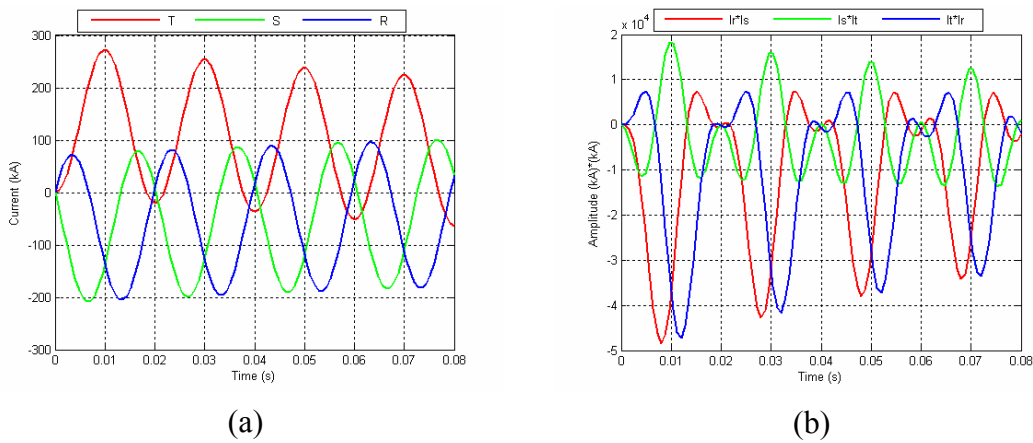 T S R
300
200
100
0
-100
-200
-300
Current (kA)
0 0.01 0.02 0.03 0.04 0.05 0.06 0.07 0.08
Time (s)
(a)
x 10^4
Ir*Is Is*It It*Ir
2
1
0
-1
-2
-3
-4
-5
Amplitude (kA)*(kA)
0 0.01 0.02 0.03 0.04 0.05 0.06 0.07 0.08
Time (s)
(b)